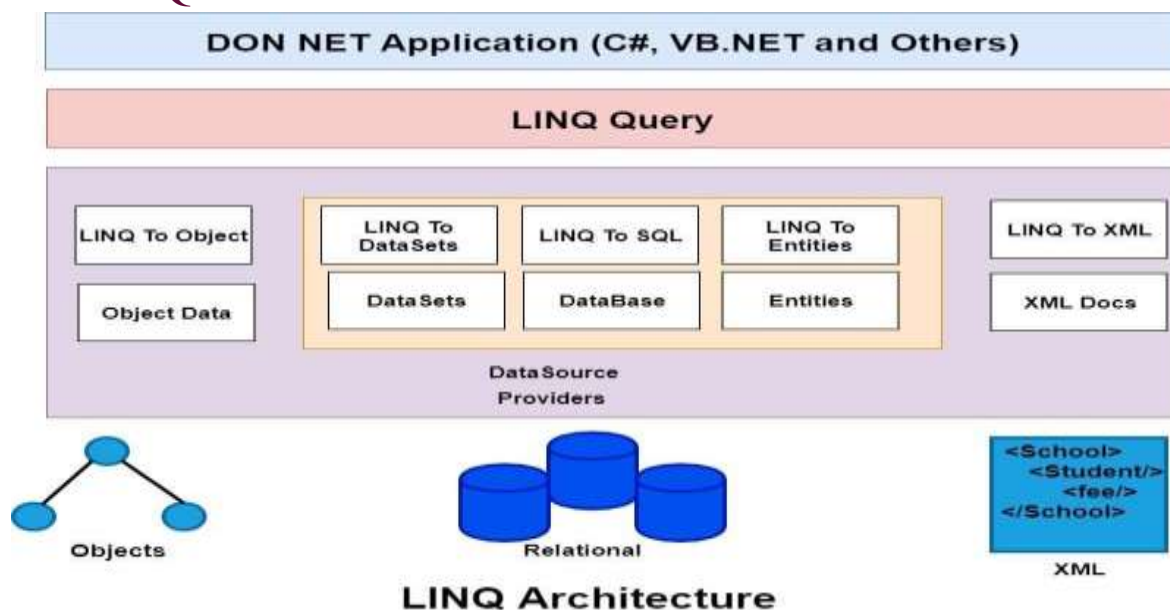 DON NET Application (C#, VB.NET and Others)
LINQ Query
LINQ To Object
LINQ To
DataSets
LINQ To SQL
LINQ To
Entities
LINQ To XML
Object Data
DataSets
DataBase
Entities
XML Docs
DataSource
Providers
<School>
<Student/>
<fee/>
</School>
Objects
Relational
XML
LINQ Architecture